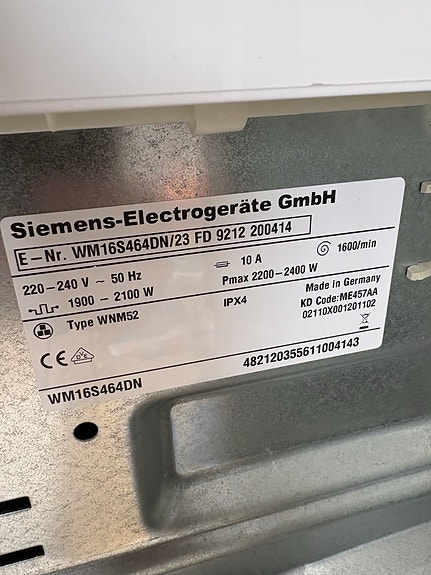 Siemens-Electrogeräte GmbH
E-Nr. WM16S464DN/23 FD 9212 200414
220-240 V ~ 50 Hz 10 A 1600/min
1900 - 2100 W Pmax 2200-2400 W
Type WNM52 IPX4 Made in Germany
KD Code:ME457AA
02110X001201102
CE
WM16S464DN 482120355611004143